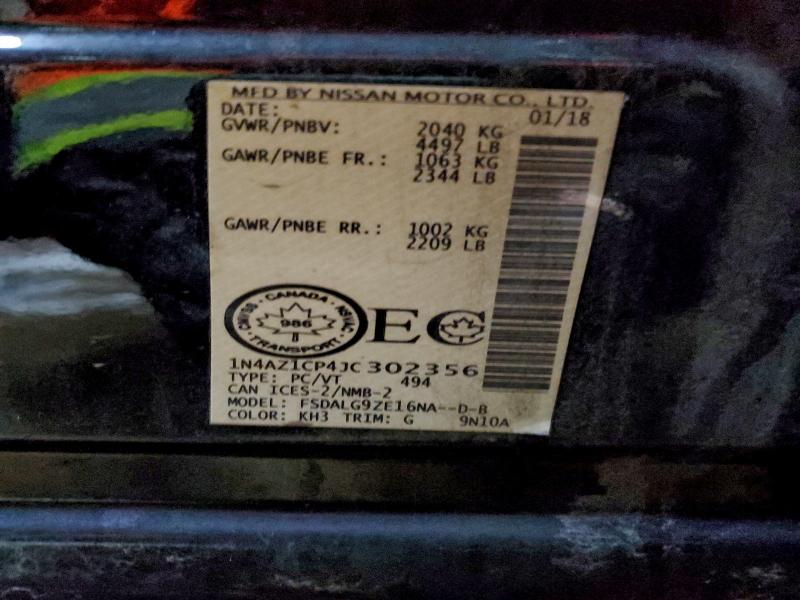 MFD BY NISSAN MOTOR CO., LTD.
DATE: 01/18
GVWR/PNBV: 2040 KG
4497 LB
GAWR/PNBE FR.: 1063 KG
2344 LB
GAWR/PNBE RR.: 1002 KG
2209 LB
CANADA
986
TRANSPORT
EC
1N4AZ1CP4JC302356
TYPE: PC/VT 494
CAN ICES-2/NMB-2
MODEL: FSDALG9ZE16NA--D-B
COLOR: KH3 TRIM: G 9N10A